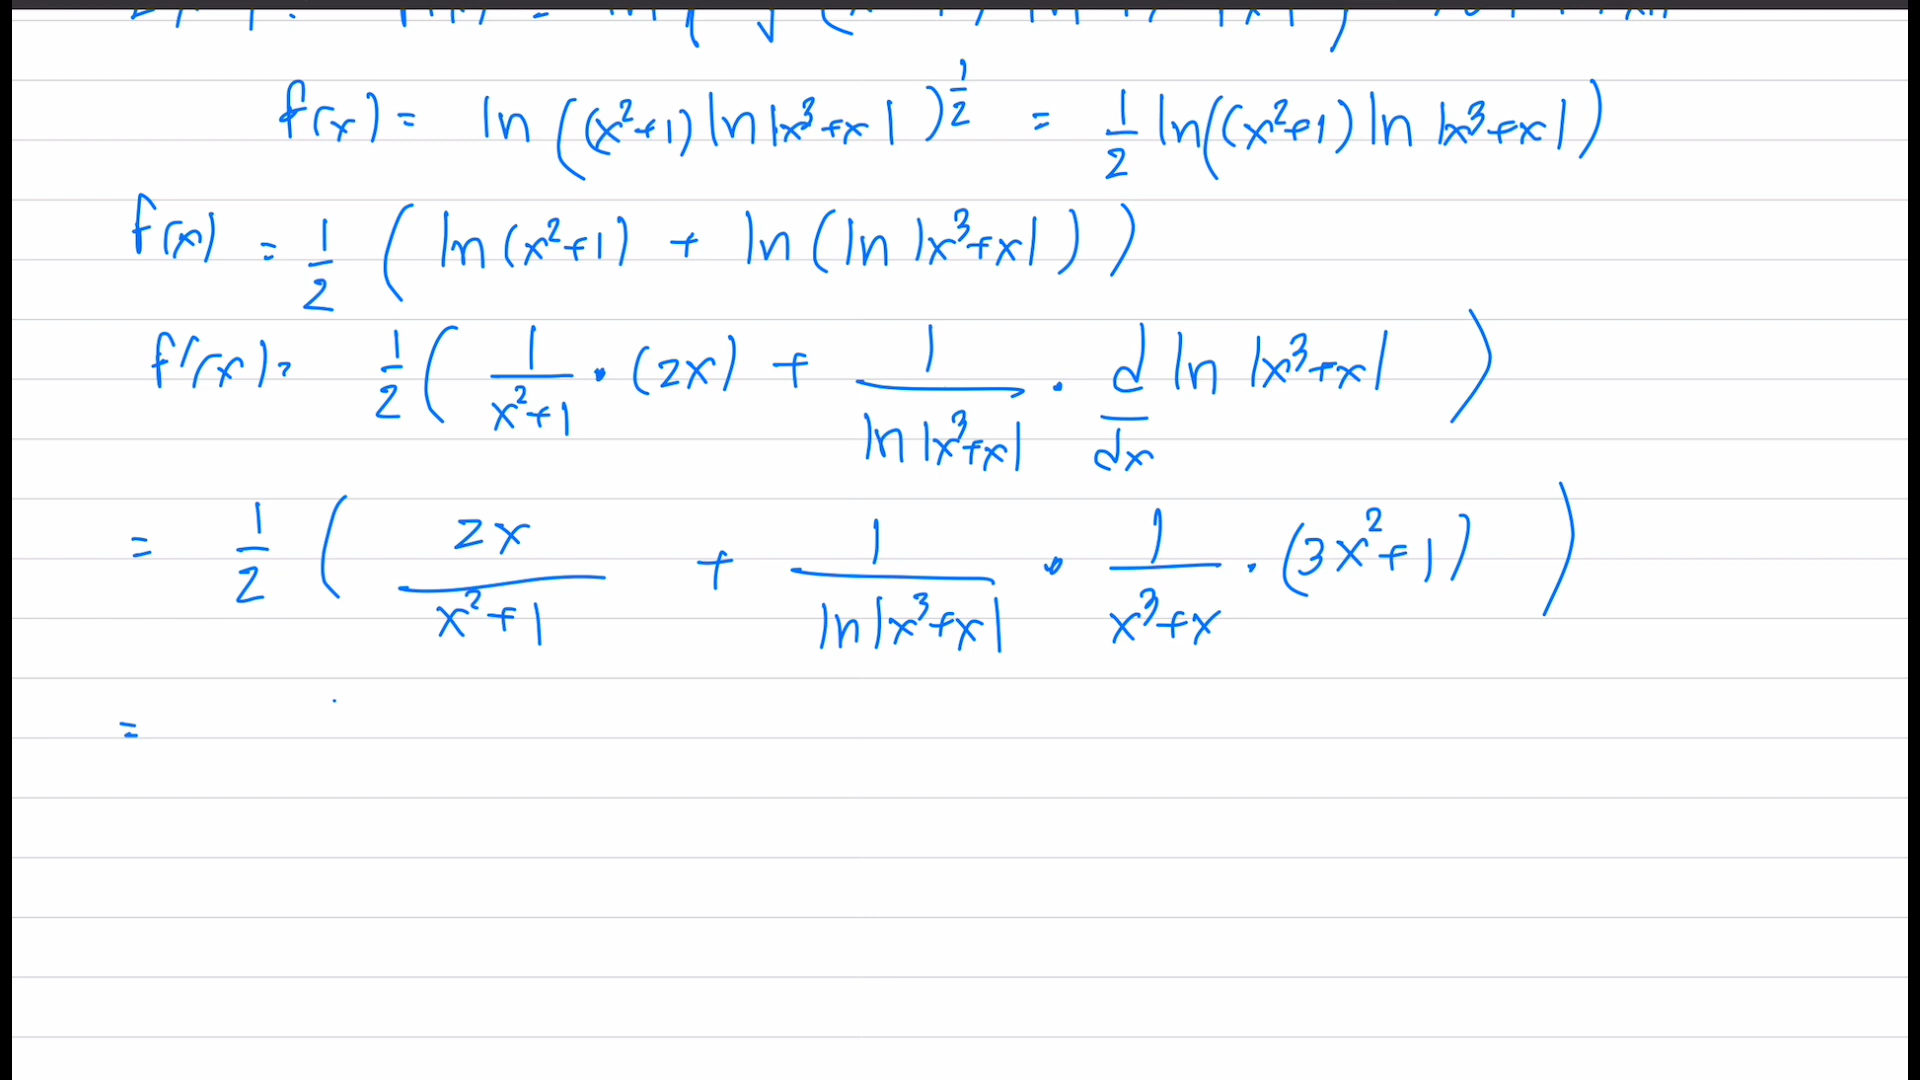 f(x) = ln((x²+1) ln|x³+x|)^½ = ½ ln((x²+1) ln|x³+x|)
f(x) = ½ (ln(x²+1) + ln(ln|x³+x|))
f'(x) = ½ (1/(x²+1) · (2x) + 1/(ln|x³+x|) · d/dx ln|x³+x|)
= ½ (2x/(x²+1) + 1/(ln|x³+x|) · 1/(x³+x) · (3x²+1))
=